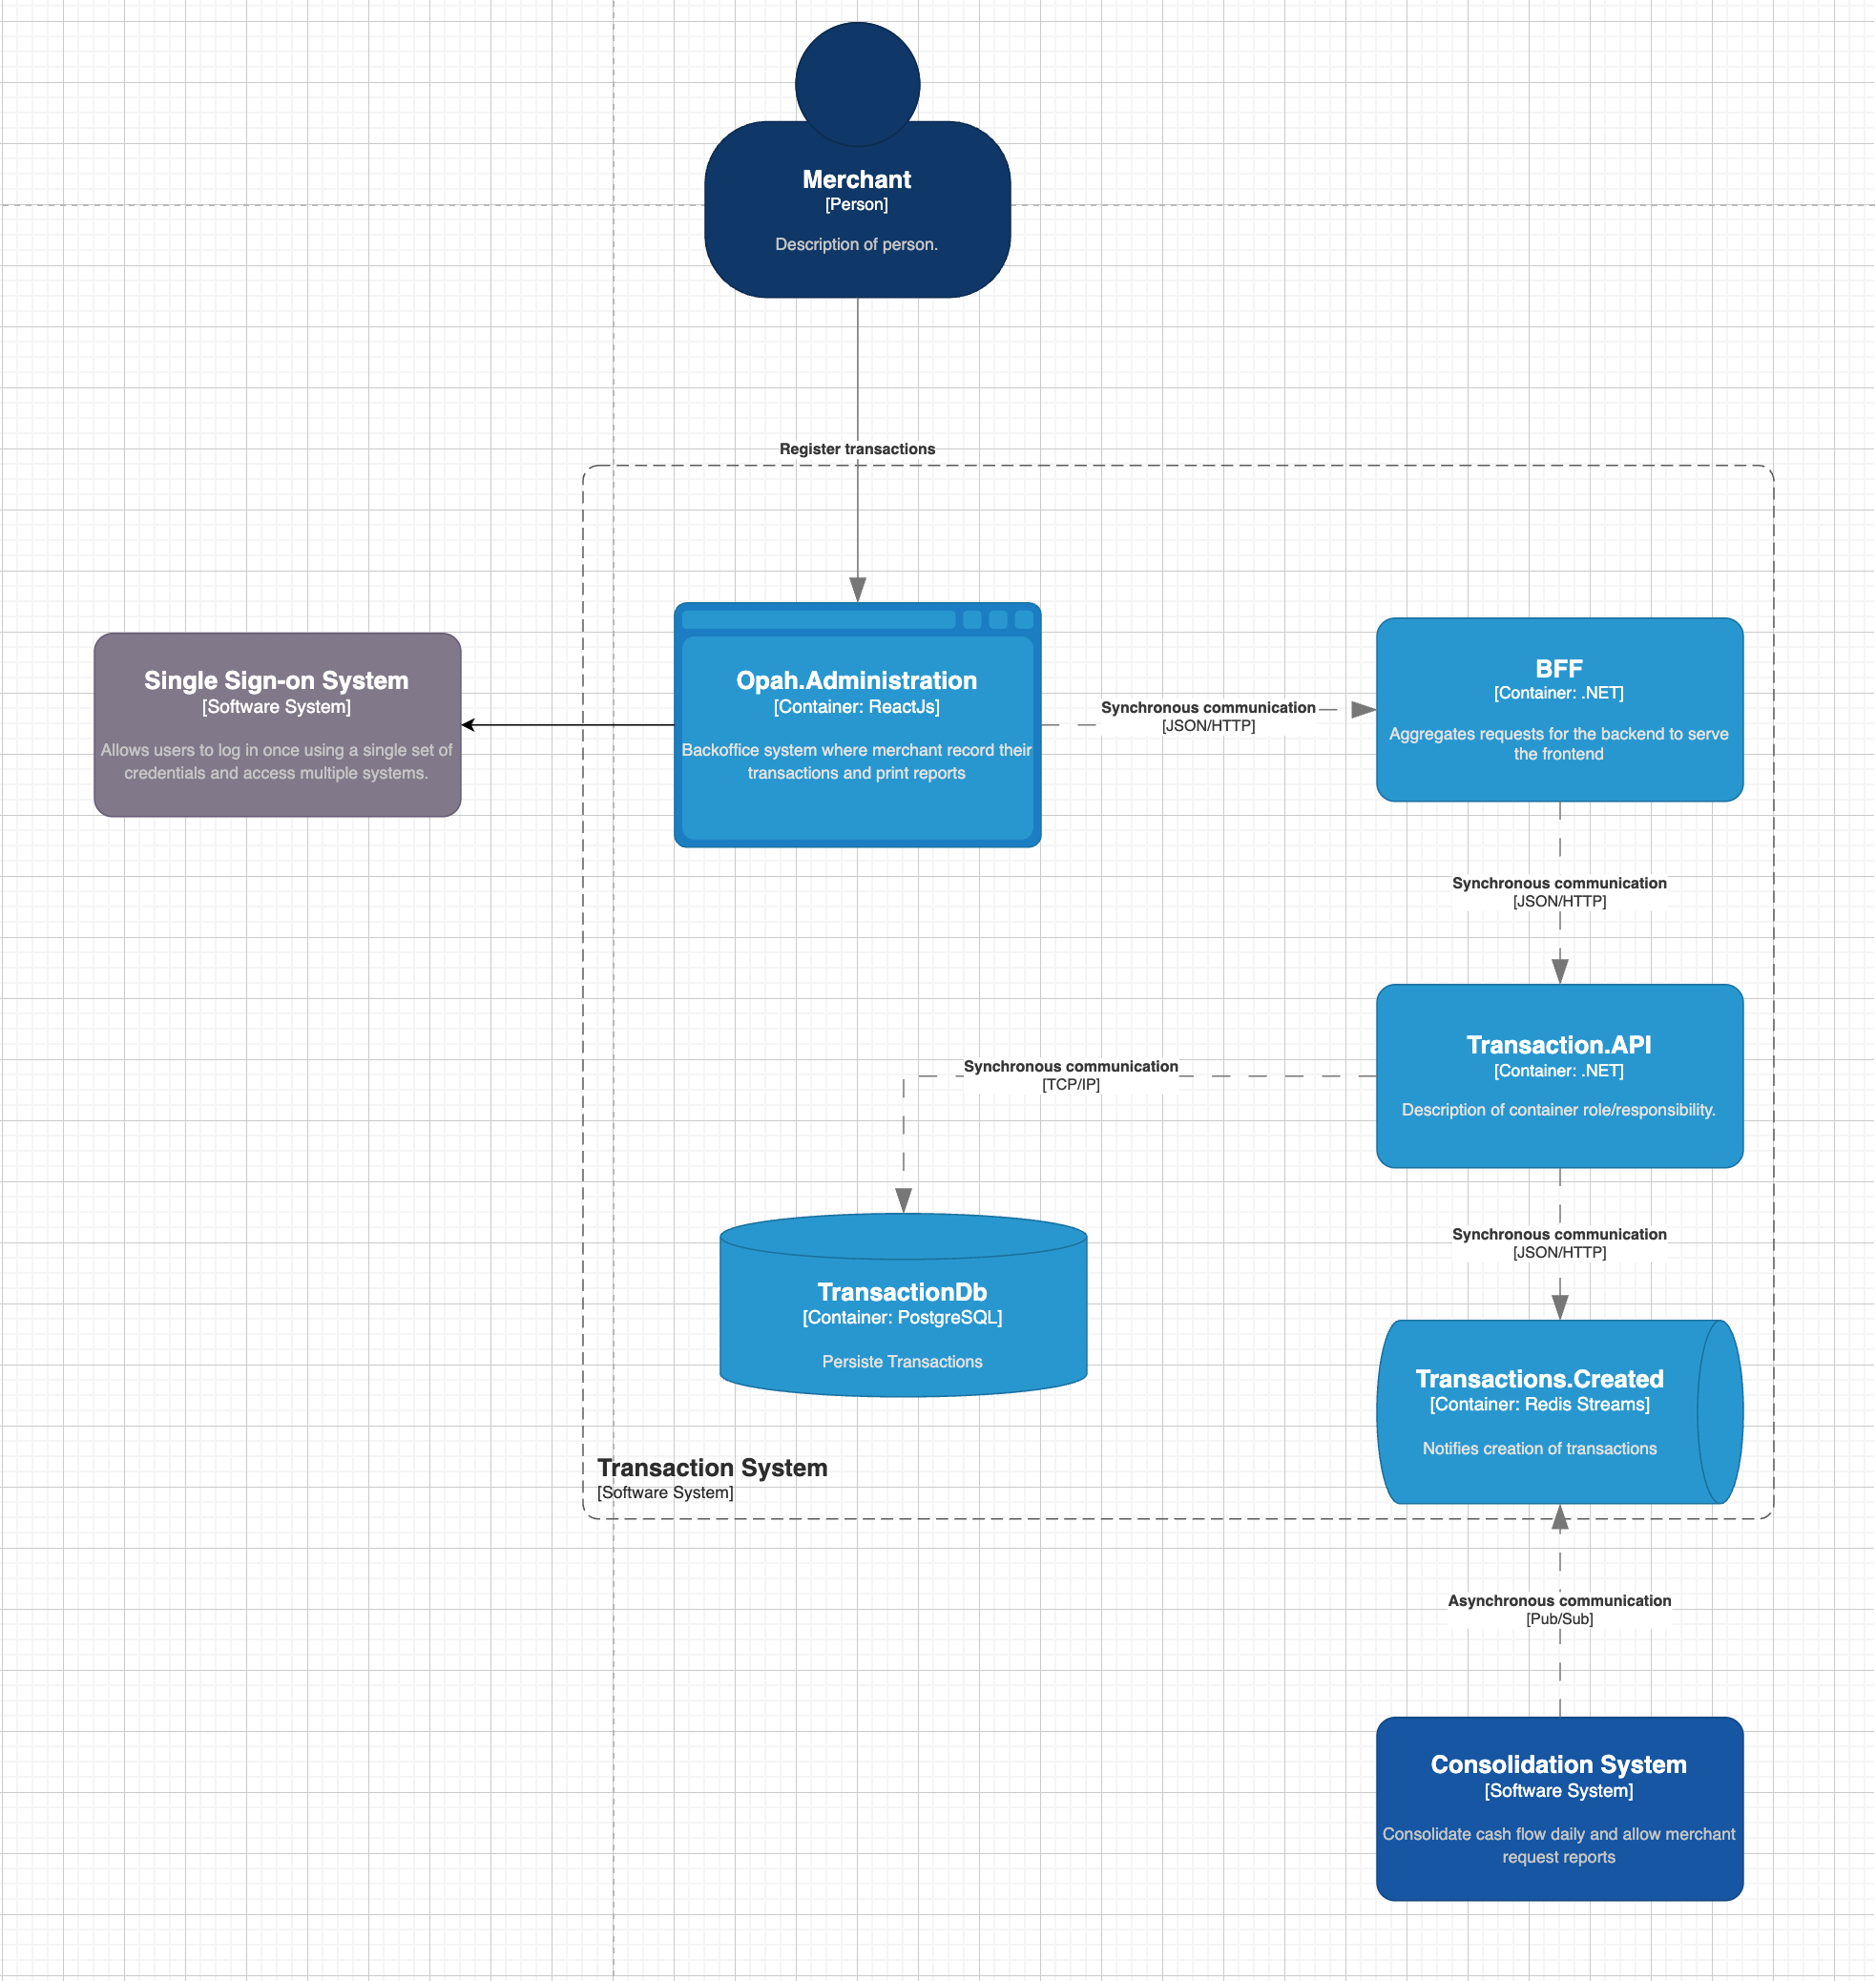 Merchant
[Person]
Description of person.
Register transactions
Single Sign-on System
[Software System]
Allows users to log in once using a single set of
credentials and access multiple systems.
Opah.Administration
[Container: ReactJs]
Backoffice system where merchant record their
transactions and print reports
Synchronous communication
[JSON/HTTP]
BFF
[Container: .NET]
Aggregates requests for the backend to serve
the frontend
Synchronous communication
[JSON/HTTP]
Transaction.API
[Container: .NET]
Description of container role/responsibility.
Synchronous communication
[TCP/IP]
TransactionDb
[Container: PostgreSQL]
Persiste Transactions
Synchronous communication
[JSON/HTTP]
Transactions.Created
[Container: Redis Streams]
Notifies creation of transactions
Transaction System
[Software System]
Asynchronous communication
[Pub/Sub]
Consolidation System
[Software System]
Consolidate cash flow daily and allow merchant
request reports